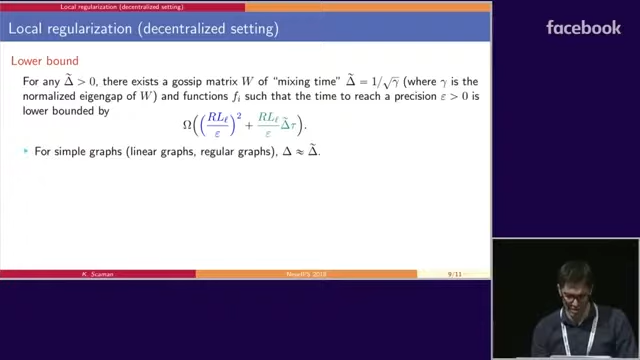 Local regularization (decentralized setting)
Local regularization (decentralized setting)
facebook
Lower bound
For any Δ̃ > 0, there exists a gossip matrix W of “mixing time” Δ̃ = 1/√γ (where γ is the
normalized eigengap of W) and functions fᵢ such that the time to reach a precision ε > 0 is
lower bounded by
Ω((RLℓ/ε)² + RLℓ/ε Δ̃τ).
For simple graphs (linear graphs, regular graphs), Δ ≈ Δ̃.
K. Scaman
NeurIPS 2018
9/11